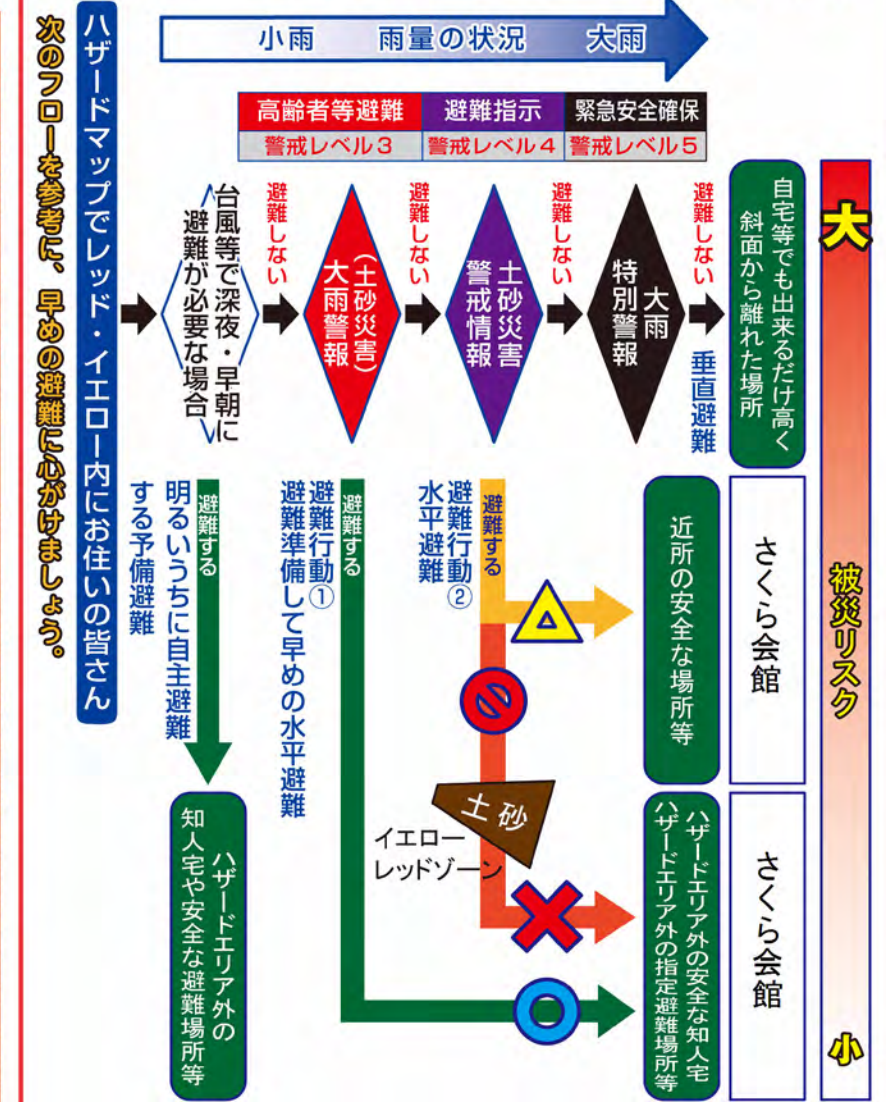 ハザードマップでレッド・イエロー内にお住いの皆さん
次のフローを参考に、早めの避難に心がけましょう。
小雨　雨量の状況　大雨
高齢者等避難　避難指示　緊急安全確保
警戒レベル3　警戒レベル4　警戒レベル5
台風等で深夜・早朝に
避難が必要な場合
避難しない
(土砂災害)
大雨警報
避難しない
土砂災害
警戒情報
避難しない
大雨
特別警報
避難しない
垂直避難
自宅等でも出来るだけ高く
斜面から離れた場所
避難する
明るいうちに自主避難
する予備避難
ハザードエリア外の
知人宅や安全な避難場所等
避難する
避難行動①
避難準備して早めの水平避難
避難する
避難行動②
水平避難
土砂
イエロー
レッドゾーン
近所の安全な場所等
さくら会館
ハザードエリア外の安全な知人宅
ハザードエリア外の指定避難場所等
さくら会館
大
被災リスク
小